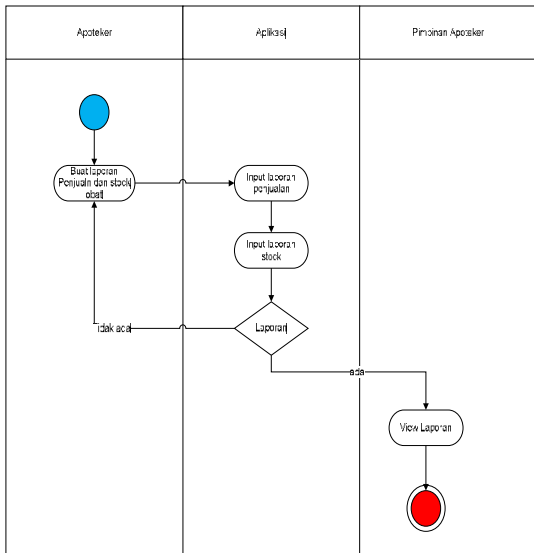 Apoteker
Aplikasi
Pimpinan Apoteker
Buat laporan
Penjualn dan stock
obat
Input laporan
penjualan
Input laporan
stock
Laporan
Tidak ada
ada
View Laporan